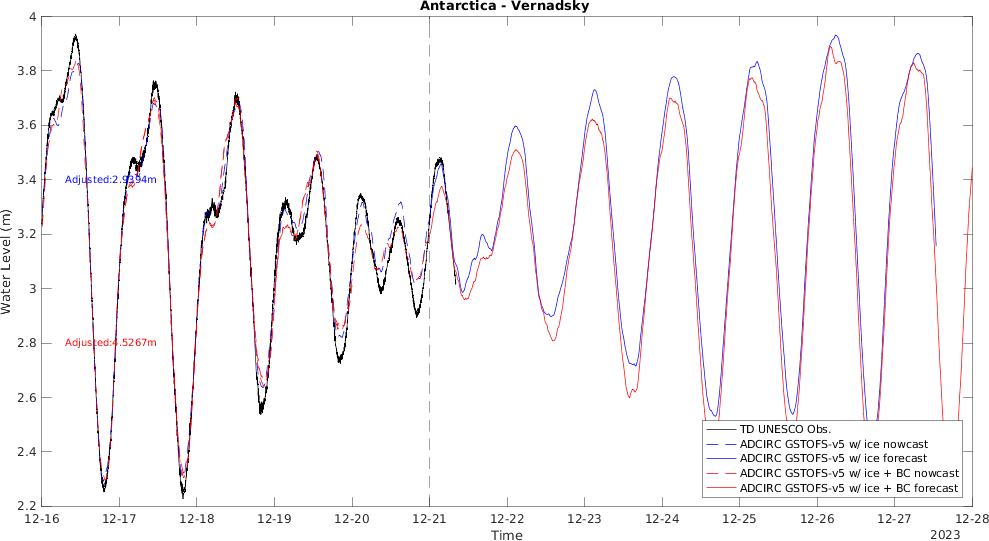 Antarctica - Vernadsky
4
3.8
3.6
3.4
3.2
3
2.8
2.6
2.4
2.2
Water Level (m)
Adjusted:2.9394m
Adjusted:4.5267m
TD UNESCO Obs.
ADCIRC GSTOFS-v5 w/ ice nowcast
ADCIRC GSTOFS-v5 w/ ice forecast
ADCIRC GSTOFS-v5 w/ ice + BC nowcast
ADCIRC GSTOFS-v5 w/ ice + BC forecast
12-16 12-17 12-18 12-19 12-20 12-21 12-22 12-23 12-24 12-25 12-26 12-27 12-28
Time
2023